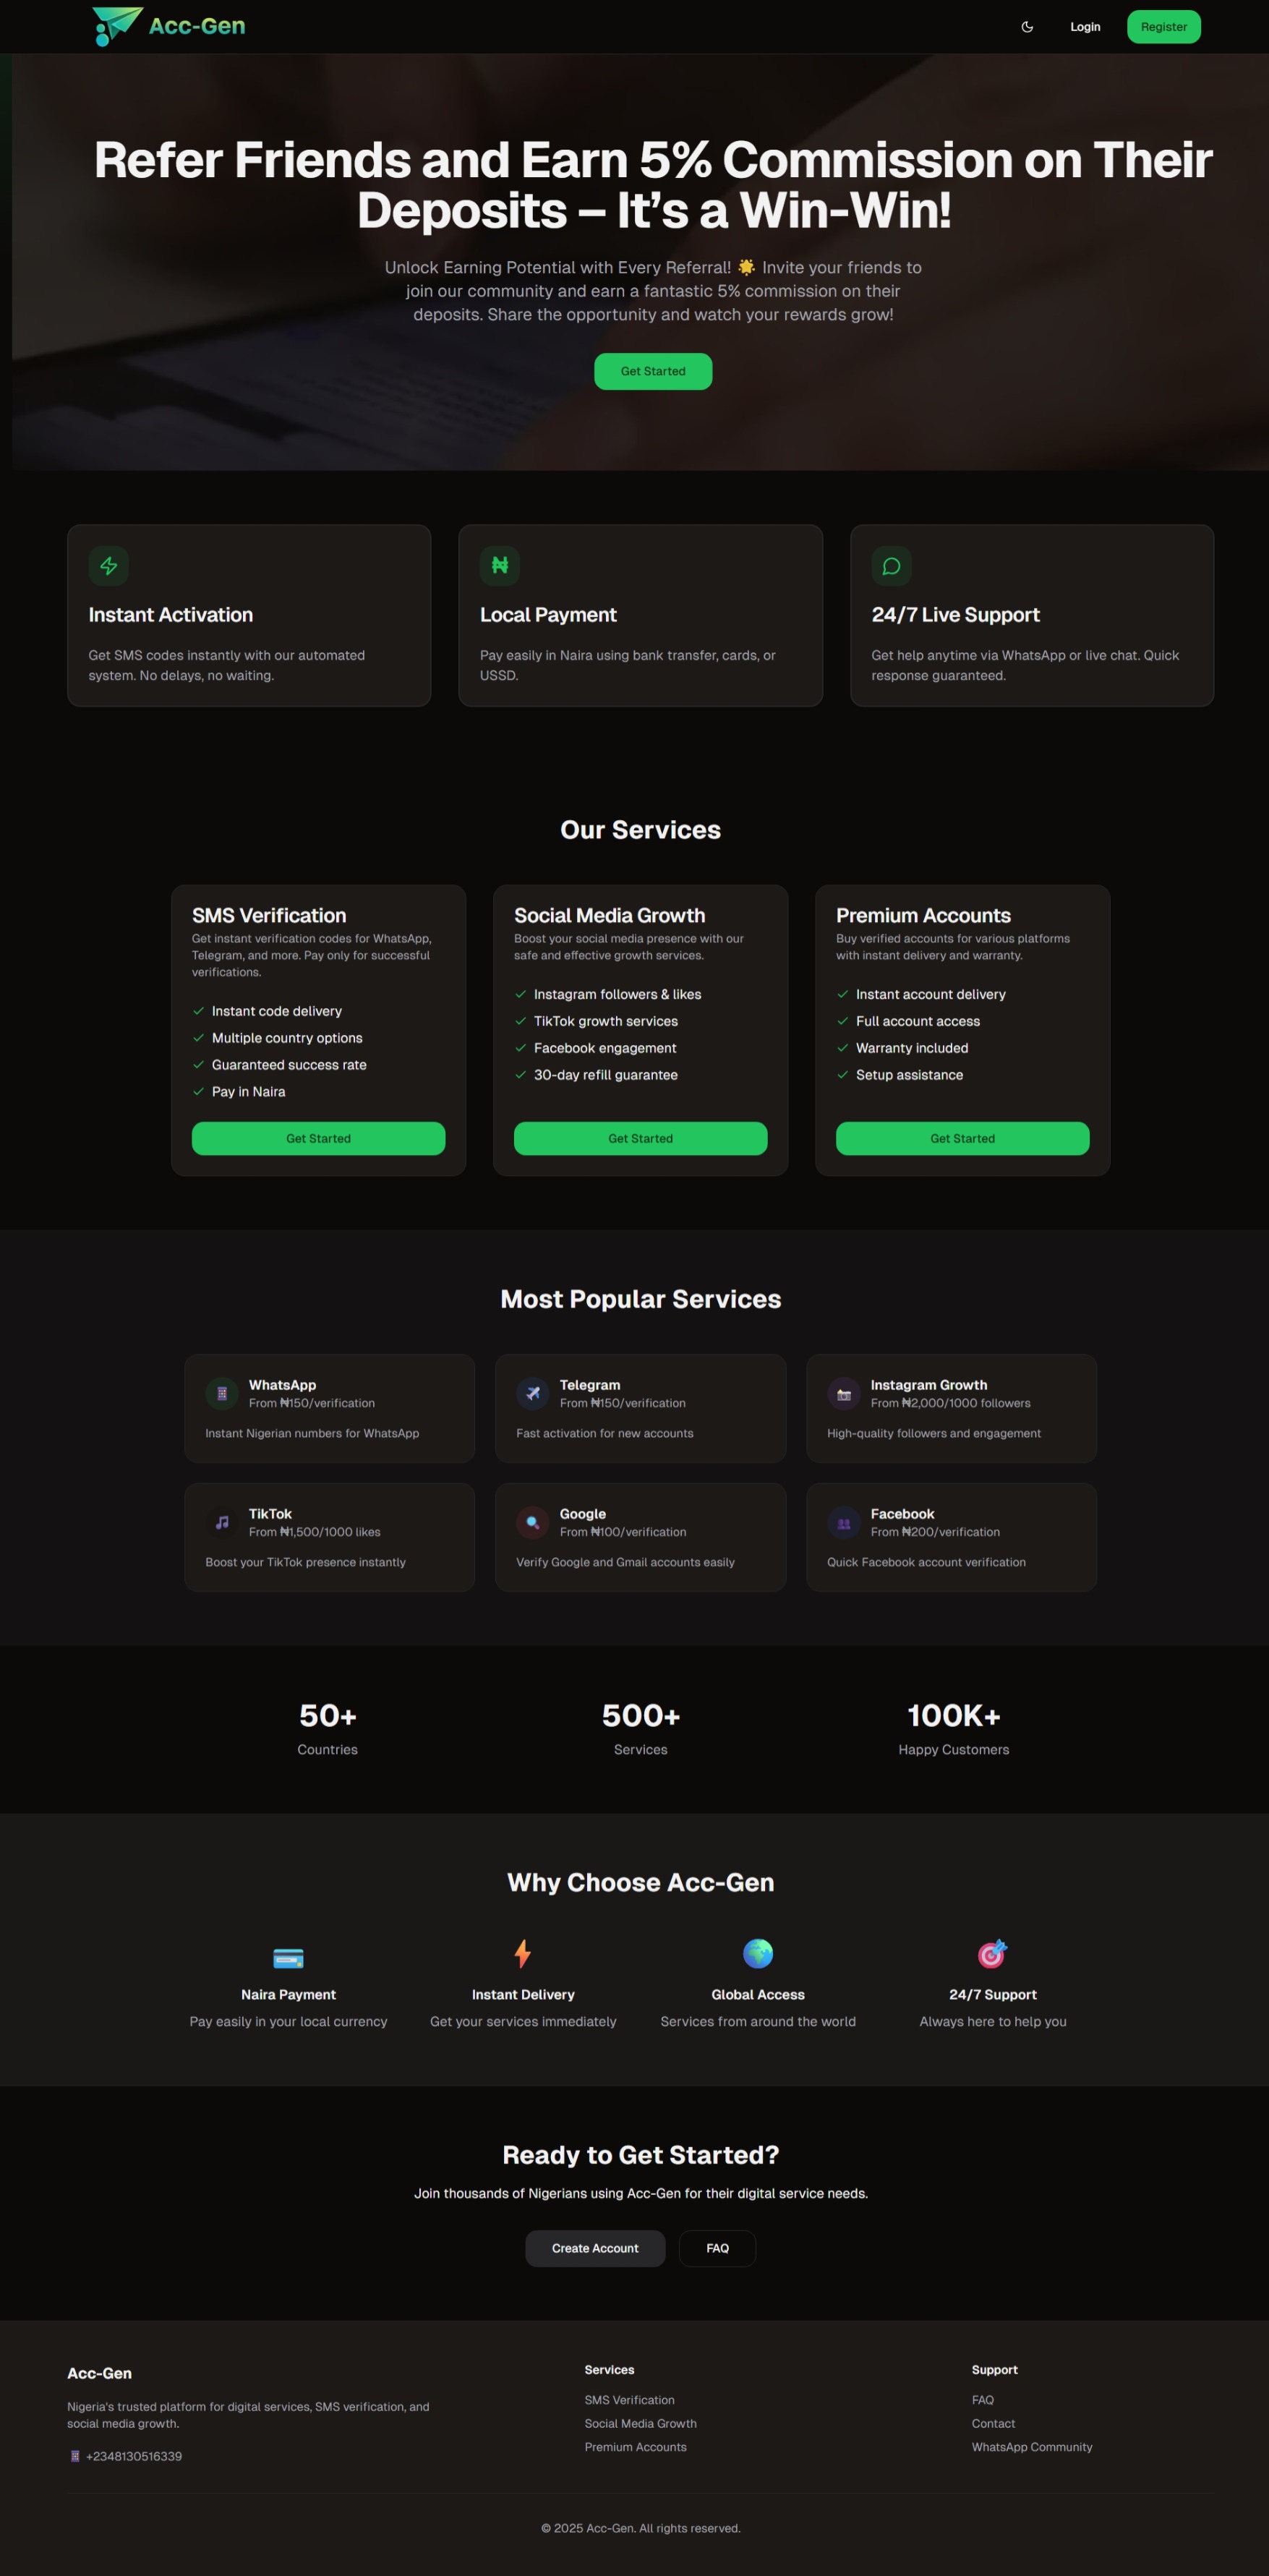 Acc-Gen
Login
Register
Refer Friends and Earn 5% Commission on Their
Deposits – It's a Win-Win!
Unlock Earning Potential with Every Referral! 🌟 Invite your friends to
join our community and earn a fantastic 5% commission on their
deposits. Share the opportunity and watch your rewards grow!
Get Started
₦
Instant Activation
Get SMS codes instantly with our automated
system. No delays, no waiting.
Local Payment
Pay easily in Naira using bank transfer, cards, or
USSD.
24/7 Live Support
Get help anytime via WhatsApp or live chat. Quick
response guaranteed.
Our Services
SMS Verification
Get instant verification codes for WhatsApp,
Telegram, and more. Pay only for successful
verifications.
Instant code delivery
Multiple country options
Guaranteed success rate
Pay in Naira
Get Started
Social Media Growth
Boost your social media presence with our
safe and effective growth services.
Instagram followers & likes
TikTok growth services
Facebook engagement
30-day refill guarantee
Get Started
Premium Accounts
Buy verified accounts for various platforms
with instant delivery and warranty.
Instant account delivery
Full account access
Warranty included
Setup assistance
Get Started
Most Popular Services
WhatsApp
From ₦150/verification
Instant Nigerian numbers for WhatsApp
Telegram
From ₦150/verification
Fast activation for new accounts
Instagram Growth
From ₦2,000/1000 followers
High-quality followers and engagement
TikTok
From ₦1,500/1000 likes
Boost your TikTok presence instantly
Google
From ₦100/verification
Verify Google and Gmail accounts easily
Facebook
From ₦200/verification
Quick Facebook account verification
50+
Countries
500+
Services
100K+
Happy Customers
Why Choose Acc-Gen
Naira Payment
Pay easily in your local currency
Instant Delivery
Get your services immediately
Global Access
Services from around the world
24/7 Support
Always here to help you
Ready to Get Started?
Join thousands of Nigerians using Acc-Gen for their digital service needs.
Create Account
FAQ
Acc-Gen
Nigeria's trusted platform for digital services, SMS verification, and
social media growth.
📱 +2348130516339
Services
SMS Verification
Social Media Growth
Premium Accounts
Support
FAQ
Contact
WhatsApp Community
© 2025 Acc-Gen. All rights reserved.